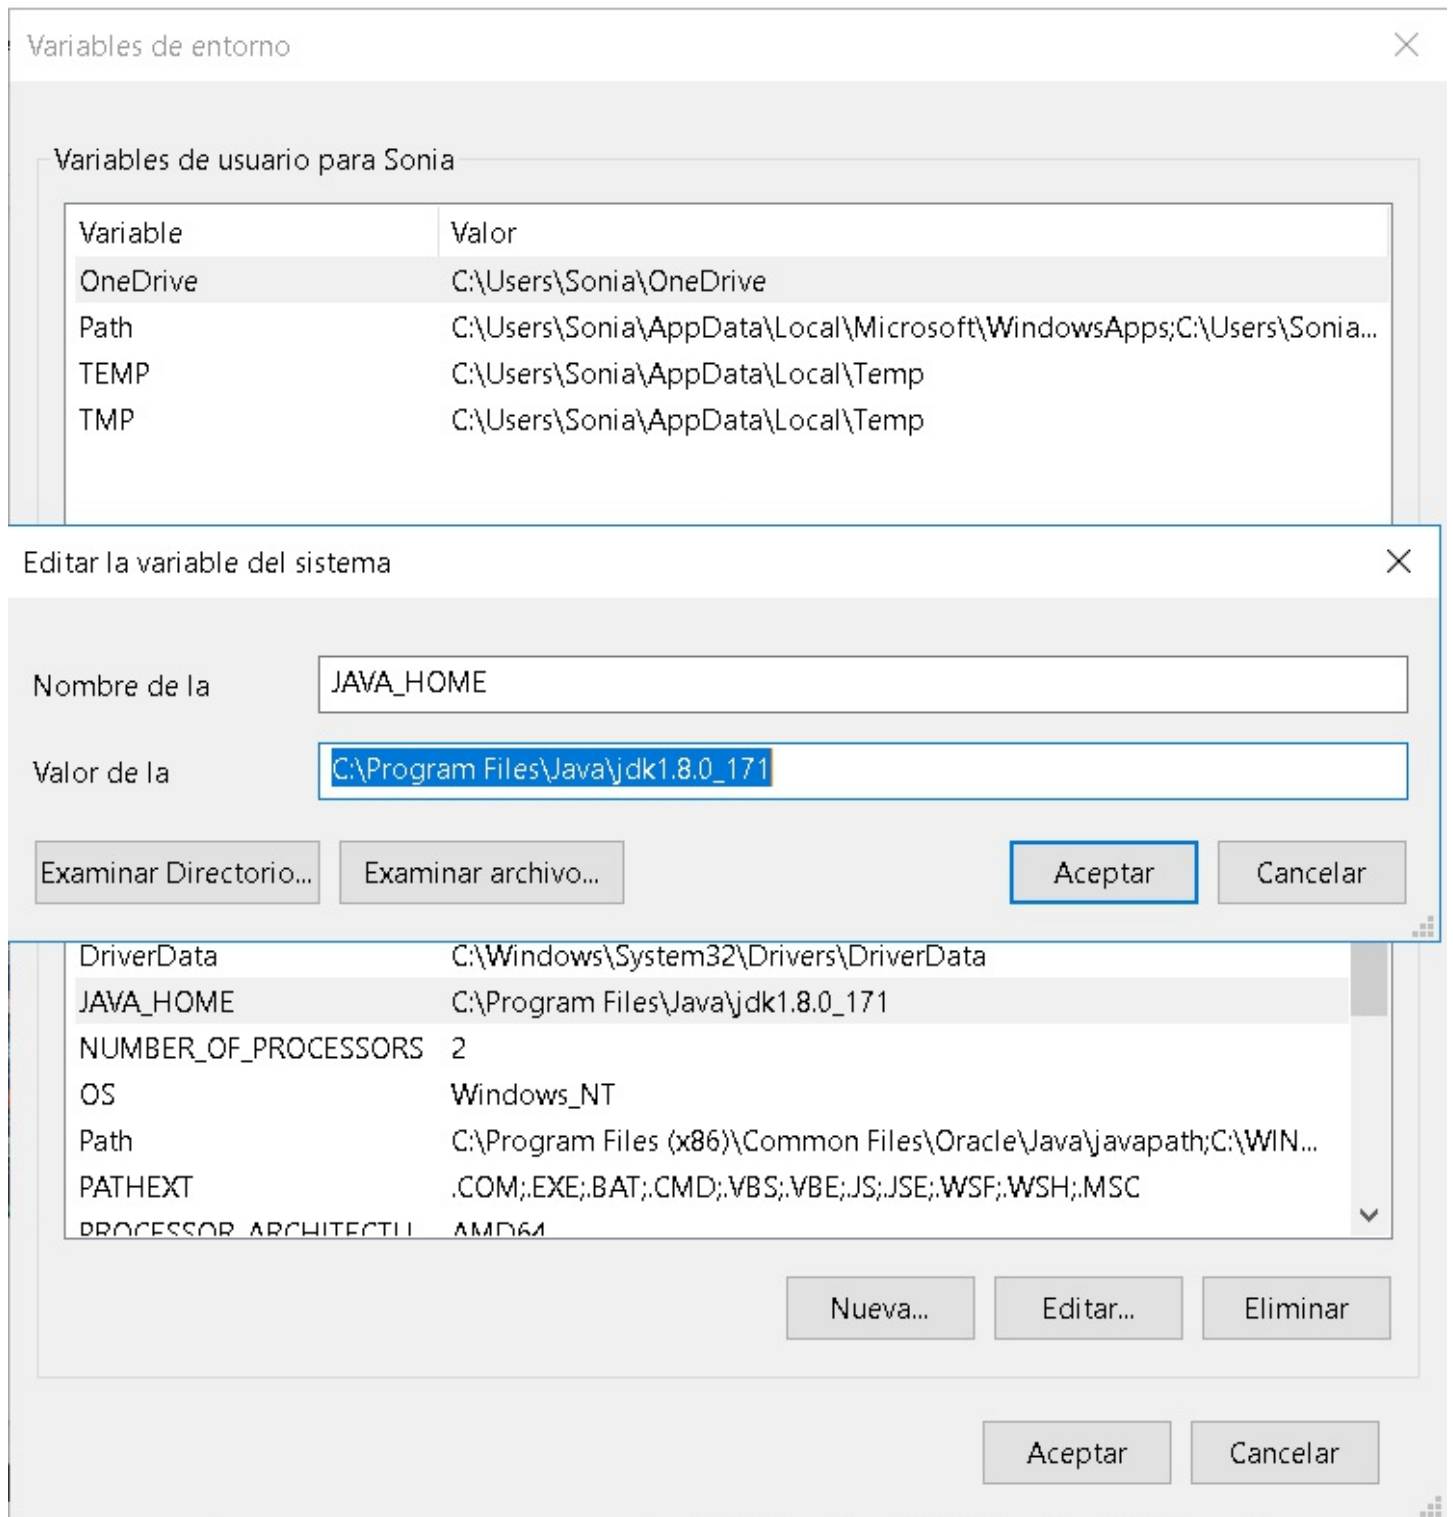 Variables de entorno
Variables de usuario para Sonia
Variable Valor
OneDrive C:\Users\Sonia\OneDrive
Path C:\Users\Sonia\AppData\Local\Microsoft\WindowsApps;C:\Users\Sonia...
TEMP C:\Users\Sonia\AppData\Local\Temp
TMP C:\Users\Sonia\AppData\Local\Temp
Editar la variable del sistema
Nombre de la JAVA_HOME
Valor de la C:\Program Files\Java\jdk1.8.0_171
Examinar Directorio... Examinar archivo... Aceptar Cancelar
DriverData C:\Windows\System32\Drivers\DriverData
JAVA_HOME C:\Program Files\Java\jdk1.8.0_171
NUMBER_OF_PROCESSORS 2
OS Windows_NT
Path C:\Program Files (x86)\Common Files\Oracle\Java\javapath;C:\WIN...
PATHEXT .COM;.EXE;.BAT;.CMD;.VBS;.VBE;.JS;.JSE;.WSF;.WSH;.MSC
PROCESSOR_ARCHITECTU AMD64
Nueva... Editar... Eliminar
Aceptar Cancelar